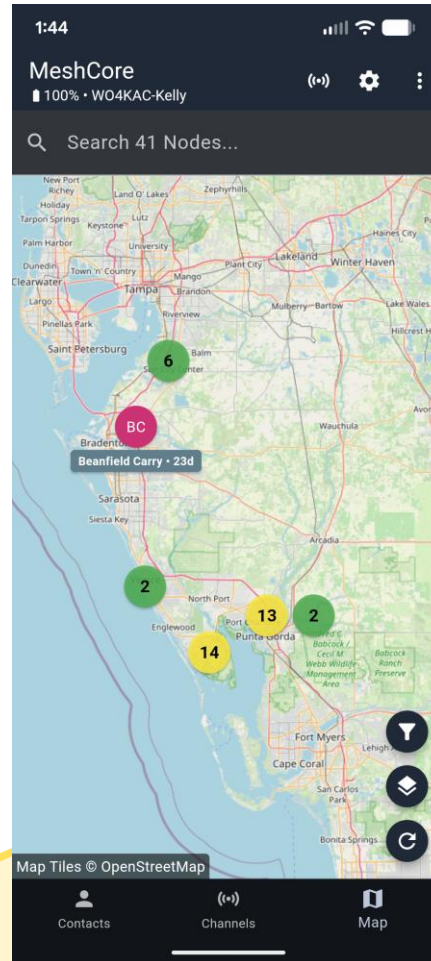 1:44
MeshCore
100% • WO4KAC-Kelly
Search 41 Nodes...
New Port
Richey
Land O' Lakes
Zephyrhills
Holiday
Tarpon Springs
Keystone
Lutz
Haines City
Palm Harbor
University
Dunedin
Town 'n' Country
Mango
Plant City
Lakeland
Winter Haven
Clearwater
Tampa
Brandon
Largo
Riverview
Mulberry
Bartow
Lake Wales
Pinellas Park
Hillcrest H
Saint Petersburg
6
Balm
BC
Wauchula
Beanfield Carry • 23d
Sarasota
Siesta Key
Arcadia
2
North Port
13
2
Englewood
Punta Gorda
14
Babcock /
Cecil M.
Webb Wildlife
Management
Area
Babcock
Ranch
Preserve
Fort Myers
Lehigh
Cape Coral
San Carlos
Park
Bonita Springs
Map Tiles © OpenStreetMap
Contacts
Channels
Map